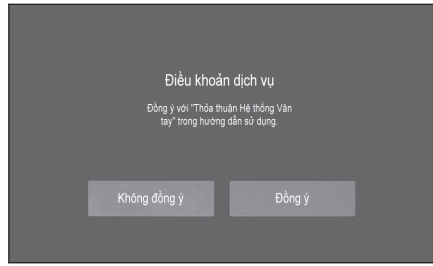 Điều khoản dịch vụ
Đồng ý với "Thỏa thuận Hệ thống Vân
tay" trong hướng dẫn sử dụng.
Không đồng ý
Đồng ý